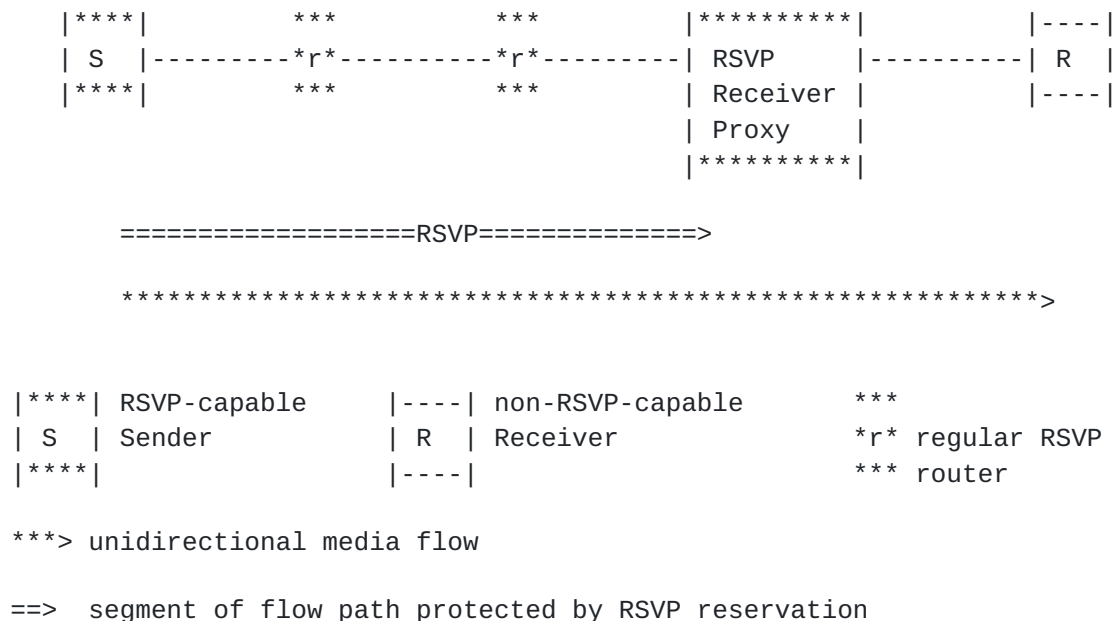 |****|         ***          ***         |**********|          |----|
| S  |---------*r*----------*r*---------| RSVP     |----------| R  |
|****|         ***          ***         | Receiver |          |----|
                                        | Proxy    |
                                        |**********|
===================RSVP==============>
***********************************************************>
|****| RSVP-capable     |----| non-RSVP-capable       ***
| S  | Sender           | R  | Receiver              *r* regular RSVP
|****|                  |----|                       *** router
***> unidirectional media flow
==>  segment of flow path protected by RSVP reservation